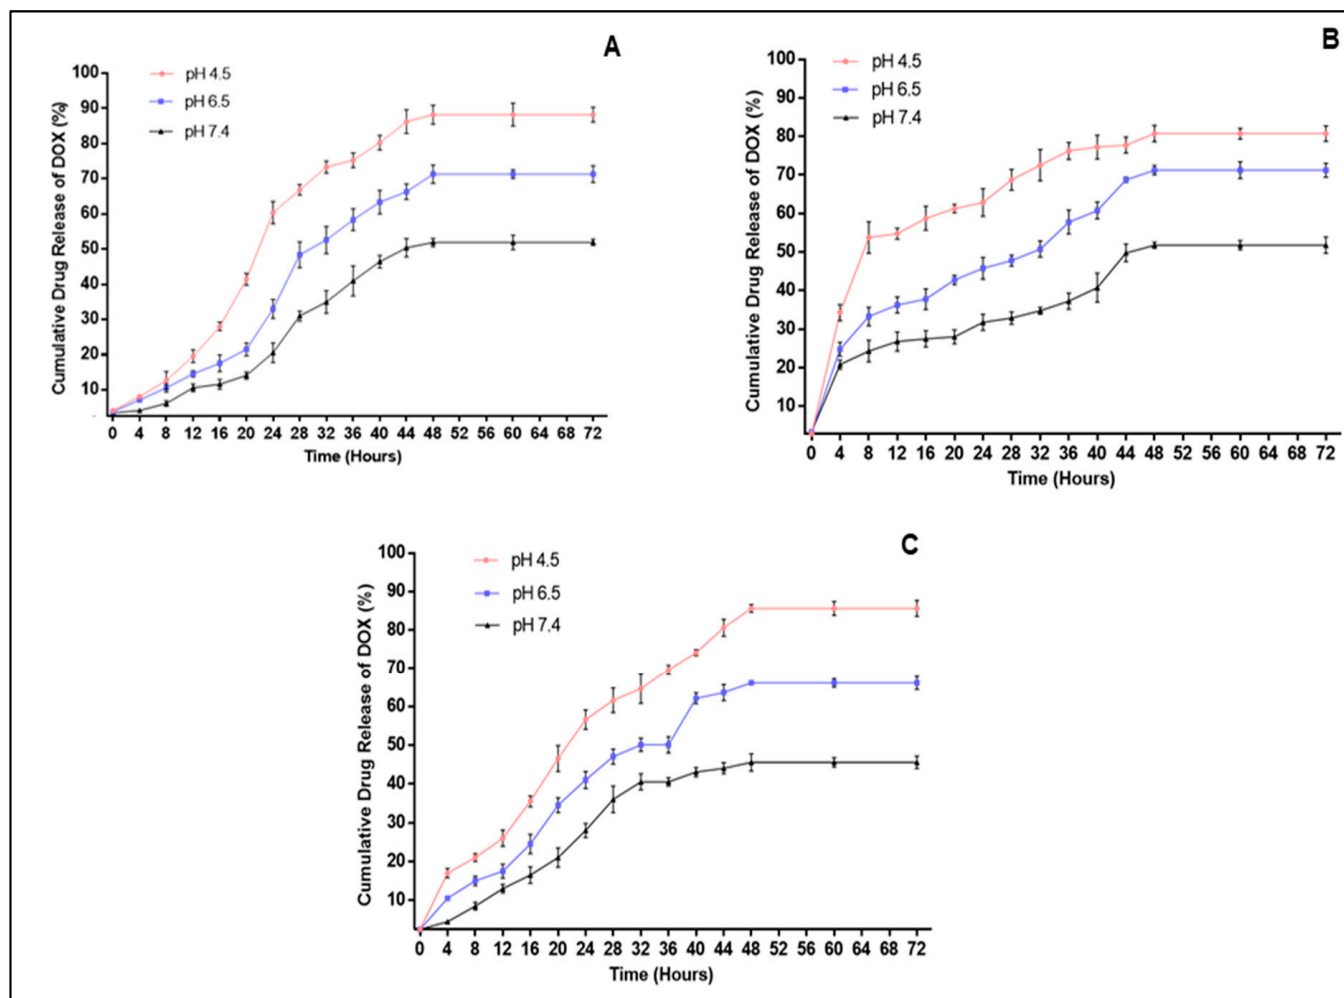 A
Cumulative Drug Release of DOX (%)
pH 4.5
pH 6.5
pH 7.4
100
90
80
70
60
50
40
30
20
10
0 4 8 12 16 20 24 28 32 36 40 44 48 52 56 60 64 68 72
Time (Hours)
B
Cumulative Drug Release of DOX (%)
pH 4.5
pH 6.5
pH 7.4
100
90
80
70
60
50
40
30
20
10
0 4 8 12 16 20 24 28 32 36 40 44 48 52 56 60 64 68 72
Time (Hours)
C
Cumulative Drug Release of DOX (%)
pH 4.5
pH 6.5
pH 7.4
100
90
80
70
60
50
40
30
20
10
0 4 8 12 16 20 24 28 32 36 40 44 48 52 56 60 64 68 72
Time (Hours)